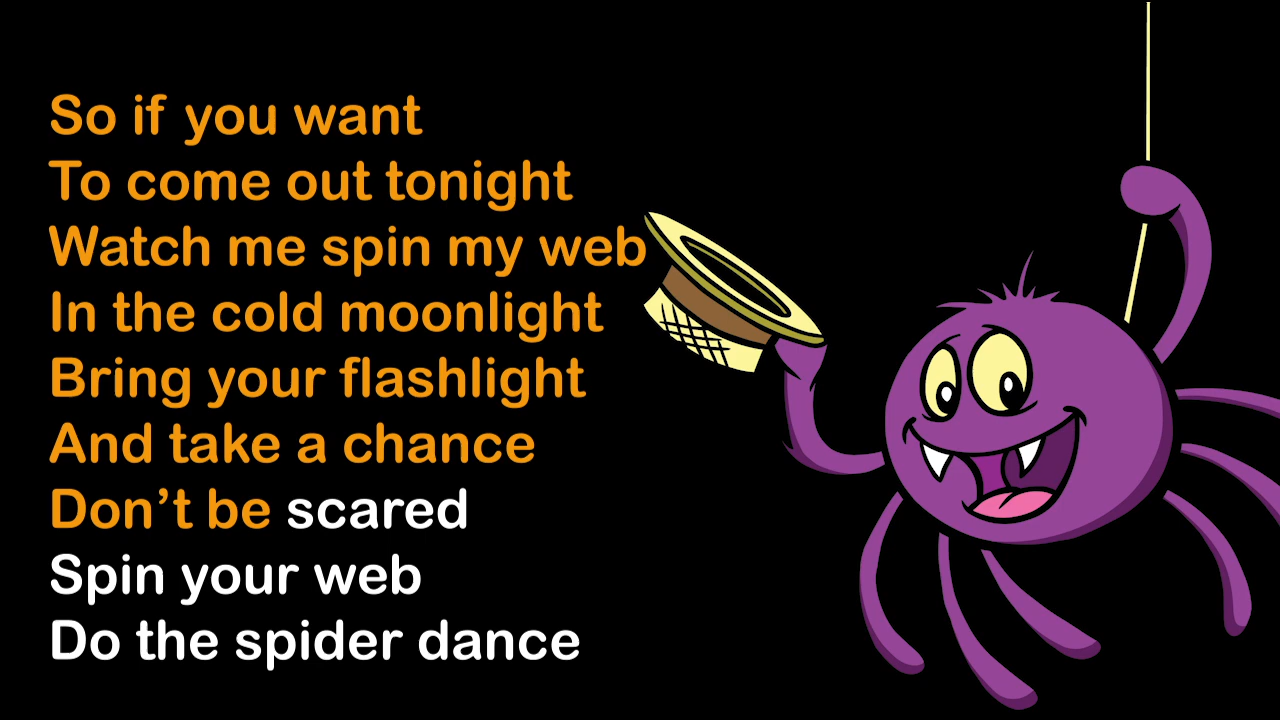 So if you want
To come out tonight
Watch me spin my web
In the cold moonlight
Bring your flashlight
And take a chance
Don’t be scared
Spin your web
Do the spider dance